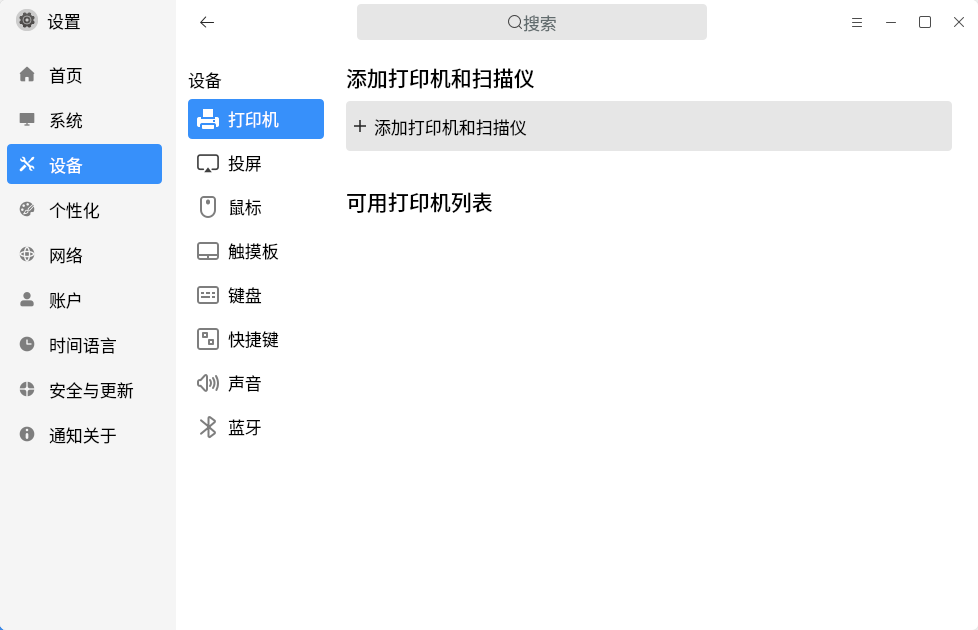 设置
搜索
首页
系统
设备
个性化
网络
账户
时间语言
安全与更新
通知关于
设备
打印机
投屏
鼠标
触摸板
键盘
快捷键
声音
蓝牙
添加打印机和扫描仪
添加打印机和扫描仪
可用打印机列表